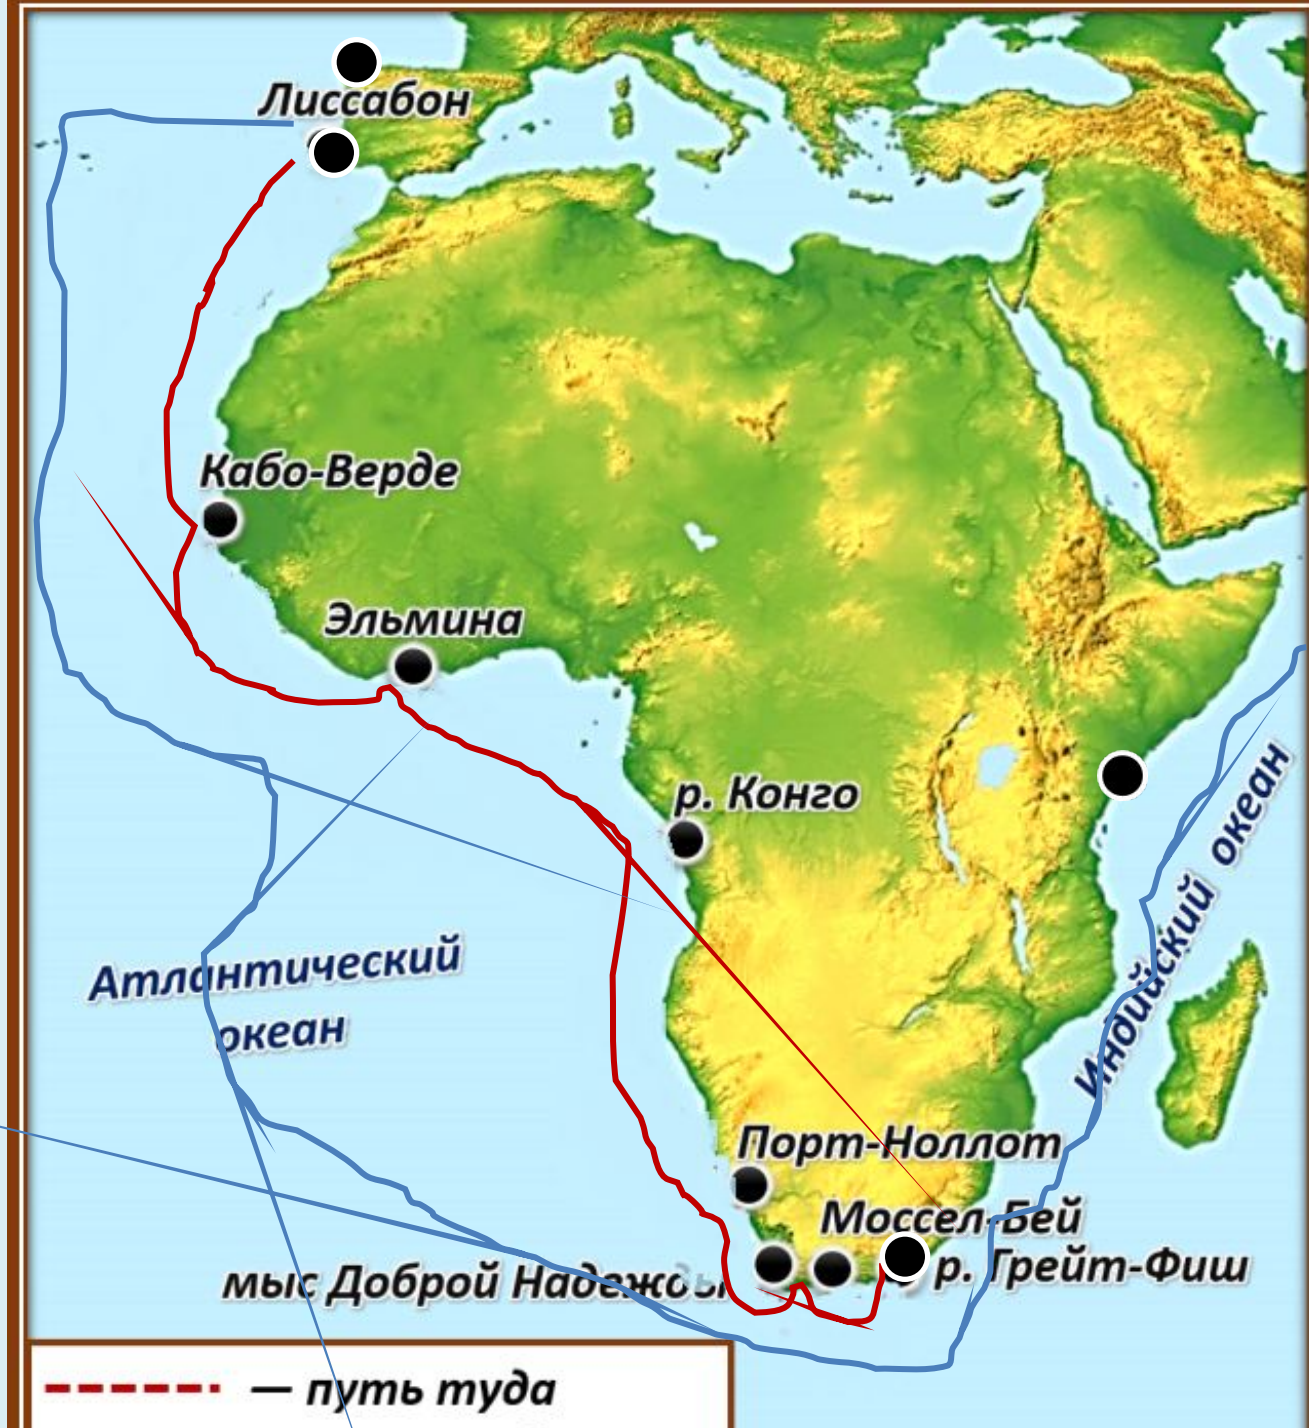 Лиссабон
Кабо-Верде
Эльмина
р. Конго
Индийский океан
Атлантический
океан
Порт-Ноллот
Моссел-Бей
мыс Доброй Надежды
р. Грейт-Фиш
— путь туда